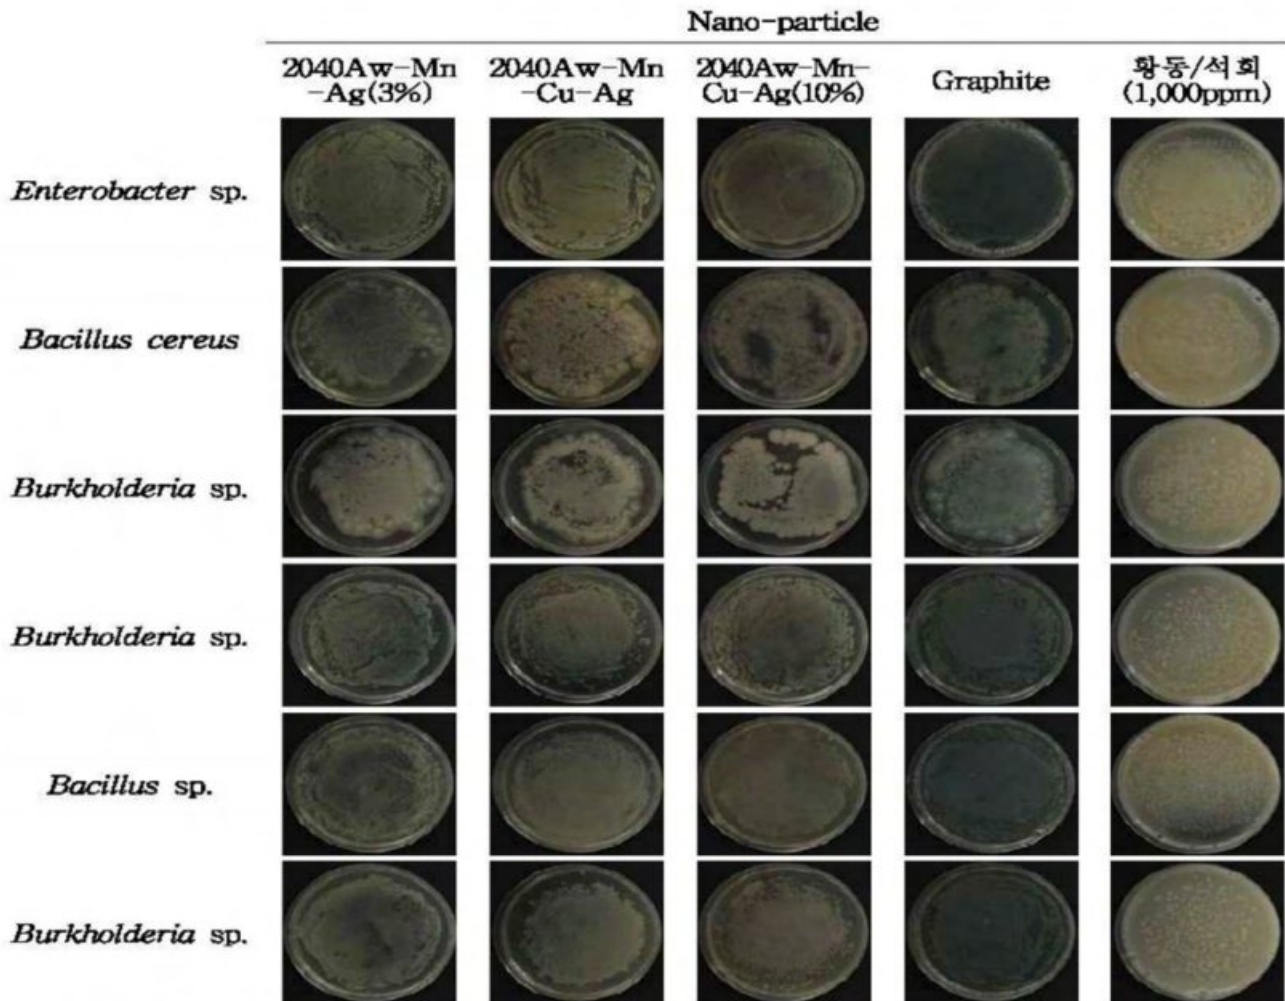 Nano-particle
2040Aw-Mn
-Ag(3%)
2040Aw-Mn
-Cu-Ag
2040Aw-Mn-
Cu-Ag(10%)
Graphite
황동/석회
(1,000ppm)
Enterobacter sp.
Bacillus cereus
Burkholderia sp.
Burkholderia sp.
Bacillus sp.
Burkholderia sp.